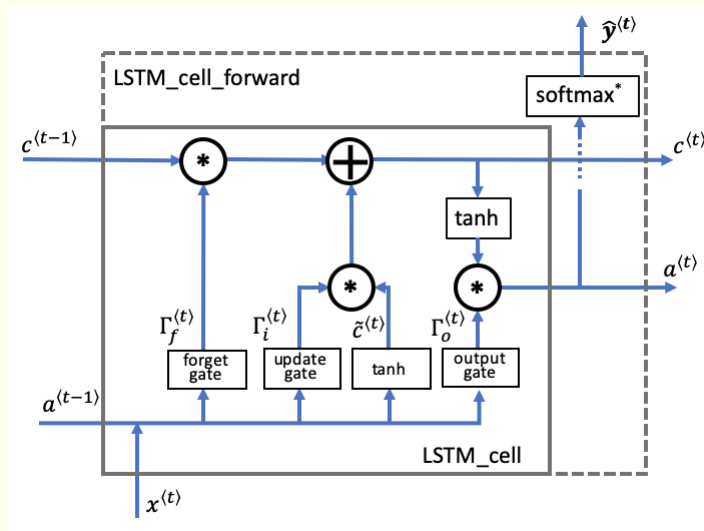 ŷ⟨t⟩
LSTM_cell_forward
softmax*
c⟨t−1⟩
*
+
c⟨t⟩
tanh
*
*
a⟨t⟩
Γf⟨t⟩
Γi⟨t⟩
c̃⟨t⟩
Γo⟨t⟩
forget
gate
update
gate
tanh
output
gate
a⟨t−1⟩
LSTM_cell
x⟨t⟩